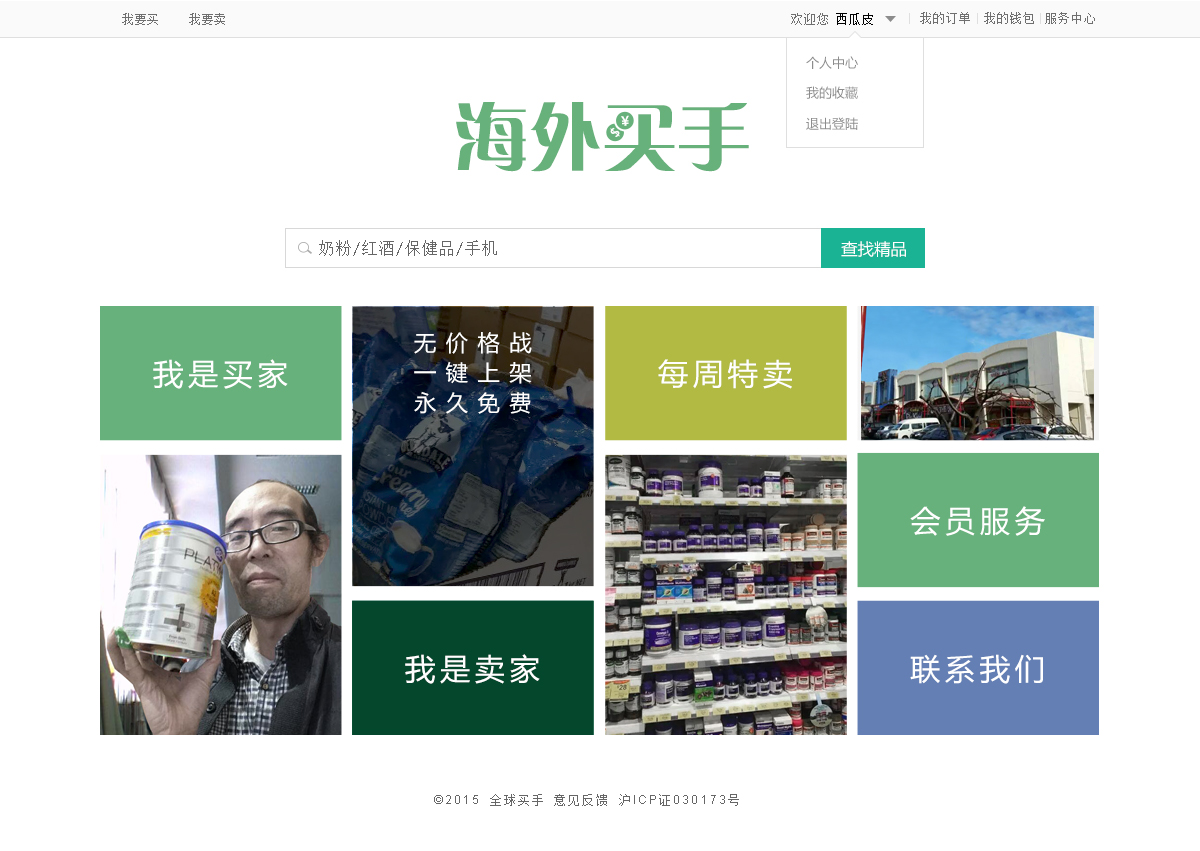 我要买 我要卖 欢迎您 西瓜皮 我的订单 我的钱包 服务中心
个人中心
我的收藏
退出登陆
海外买手
奶粉/红酒/保健品/手机 查找精品
我是买家
无价格战
一键上架
永久免费
每周特卖
PLATI
1
creamy
会员服务
我是卖家
联系我们
©2015 全球买手 意见反馈 沪ICP证030173号